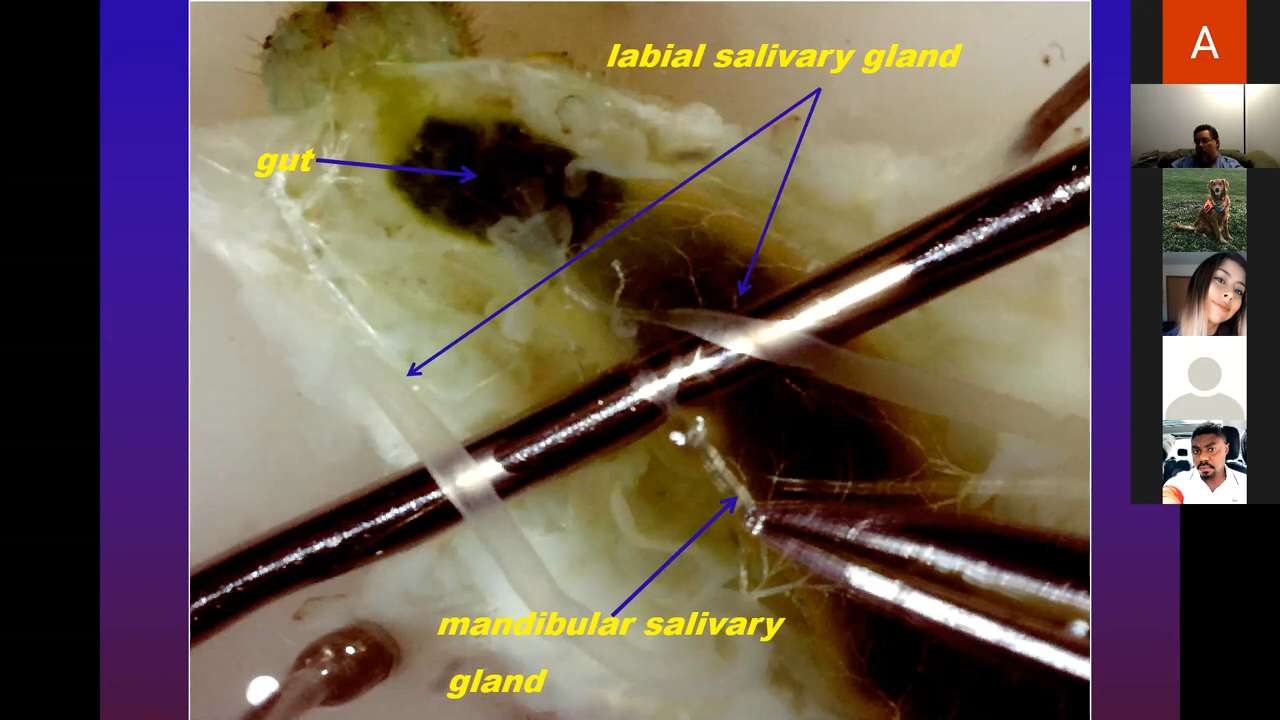 labial salivary gland
gut
mandibular salivary
gland
A